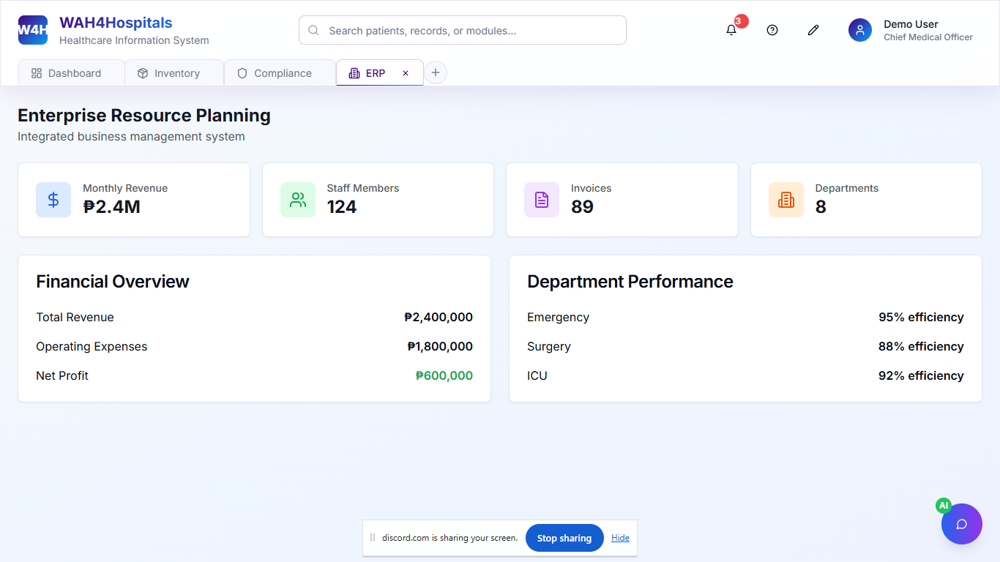 W4H
WAH4Hospitals
Healthcare Information System
Search patients, records, or modules...
3
Demo User
Chief Medical Officer
Dashboard
Inventory
Compliance
ERP
Enterprise Resource Planning
Integrated business management system
Monthly Revenue
₱2.4M
Staff Members
124
Invoices
89
Departments
8
Financial Overview
Total Revenue ₱2,400,000
Operating Expenses ₱1,800,000
Net Profit ₱600,000
Department Performance
Emergency 95% efficiency
Surgery 88% efficiency
ICU 92% efficiency
AI
discord.com is sharing your screen. Stop sharing Hide